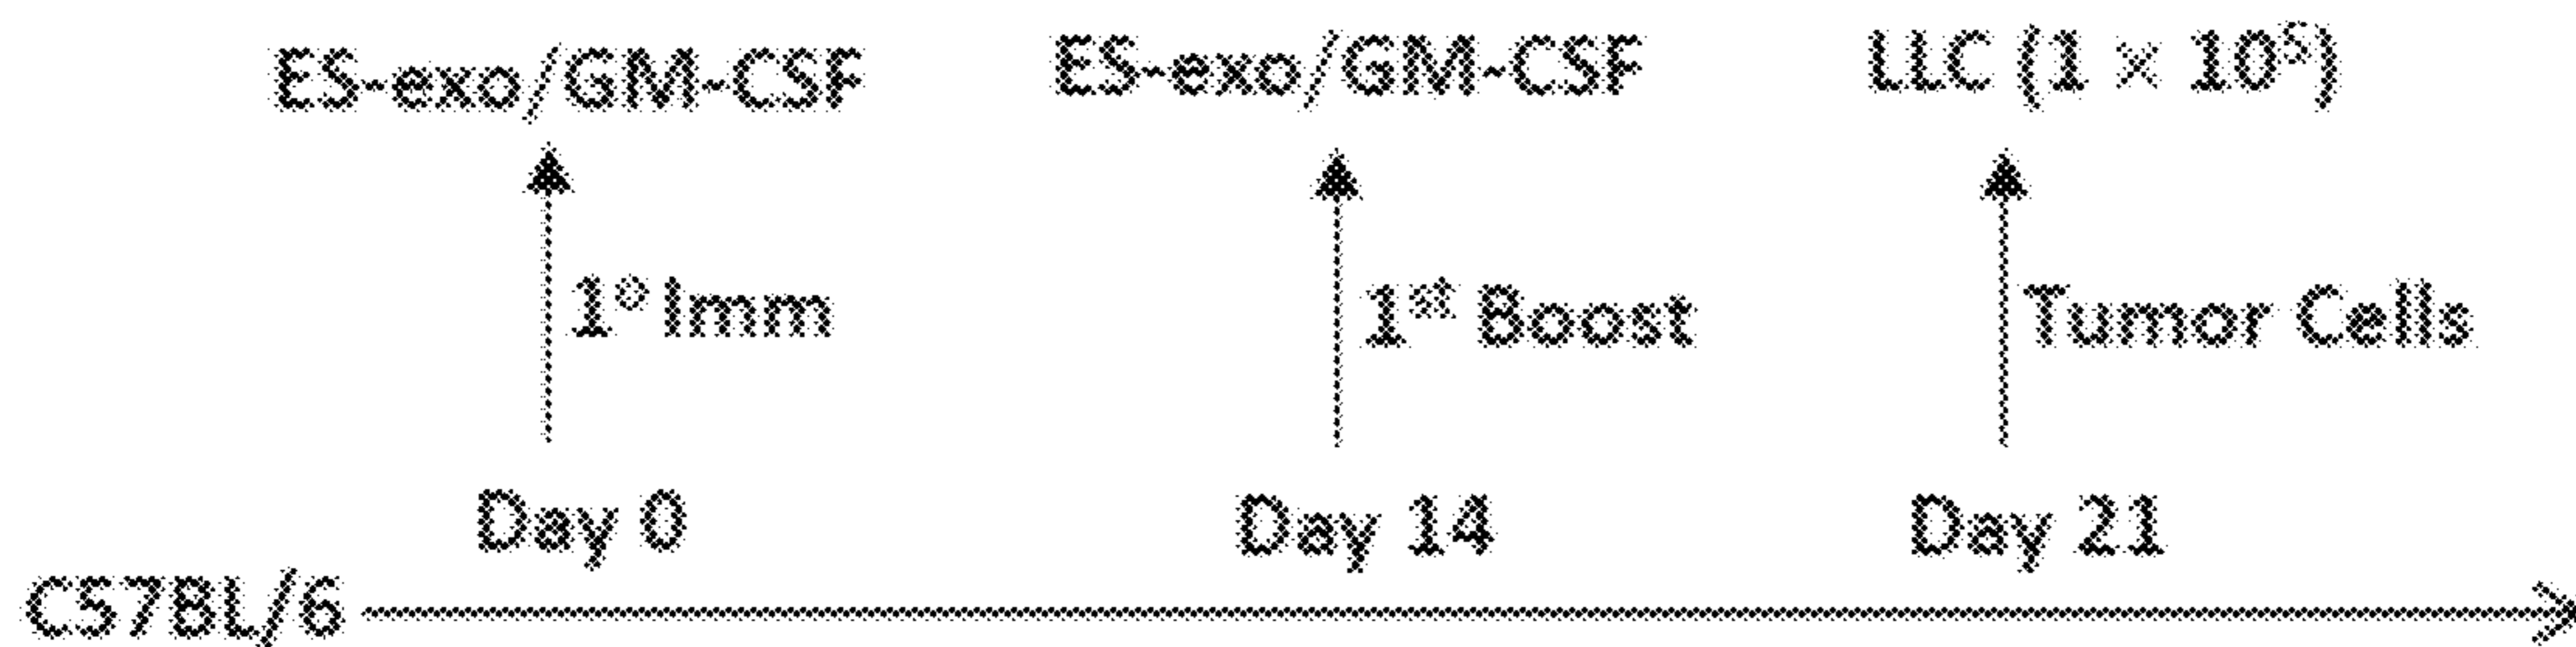 ES-exo/GM-CSF ES-exo/GM-CSF LLC (1 × 10⁵)
1° Imm 1ˢᵗ Boost Tumor Cells
Day 0 Day 14 Day 21
C57BL/6